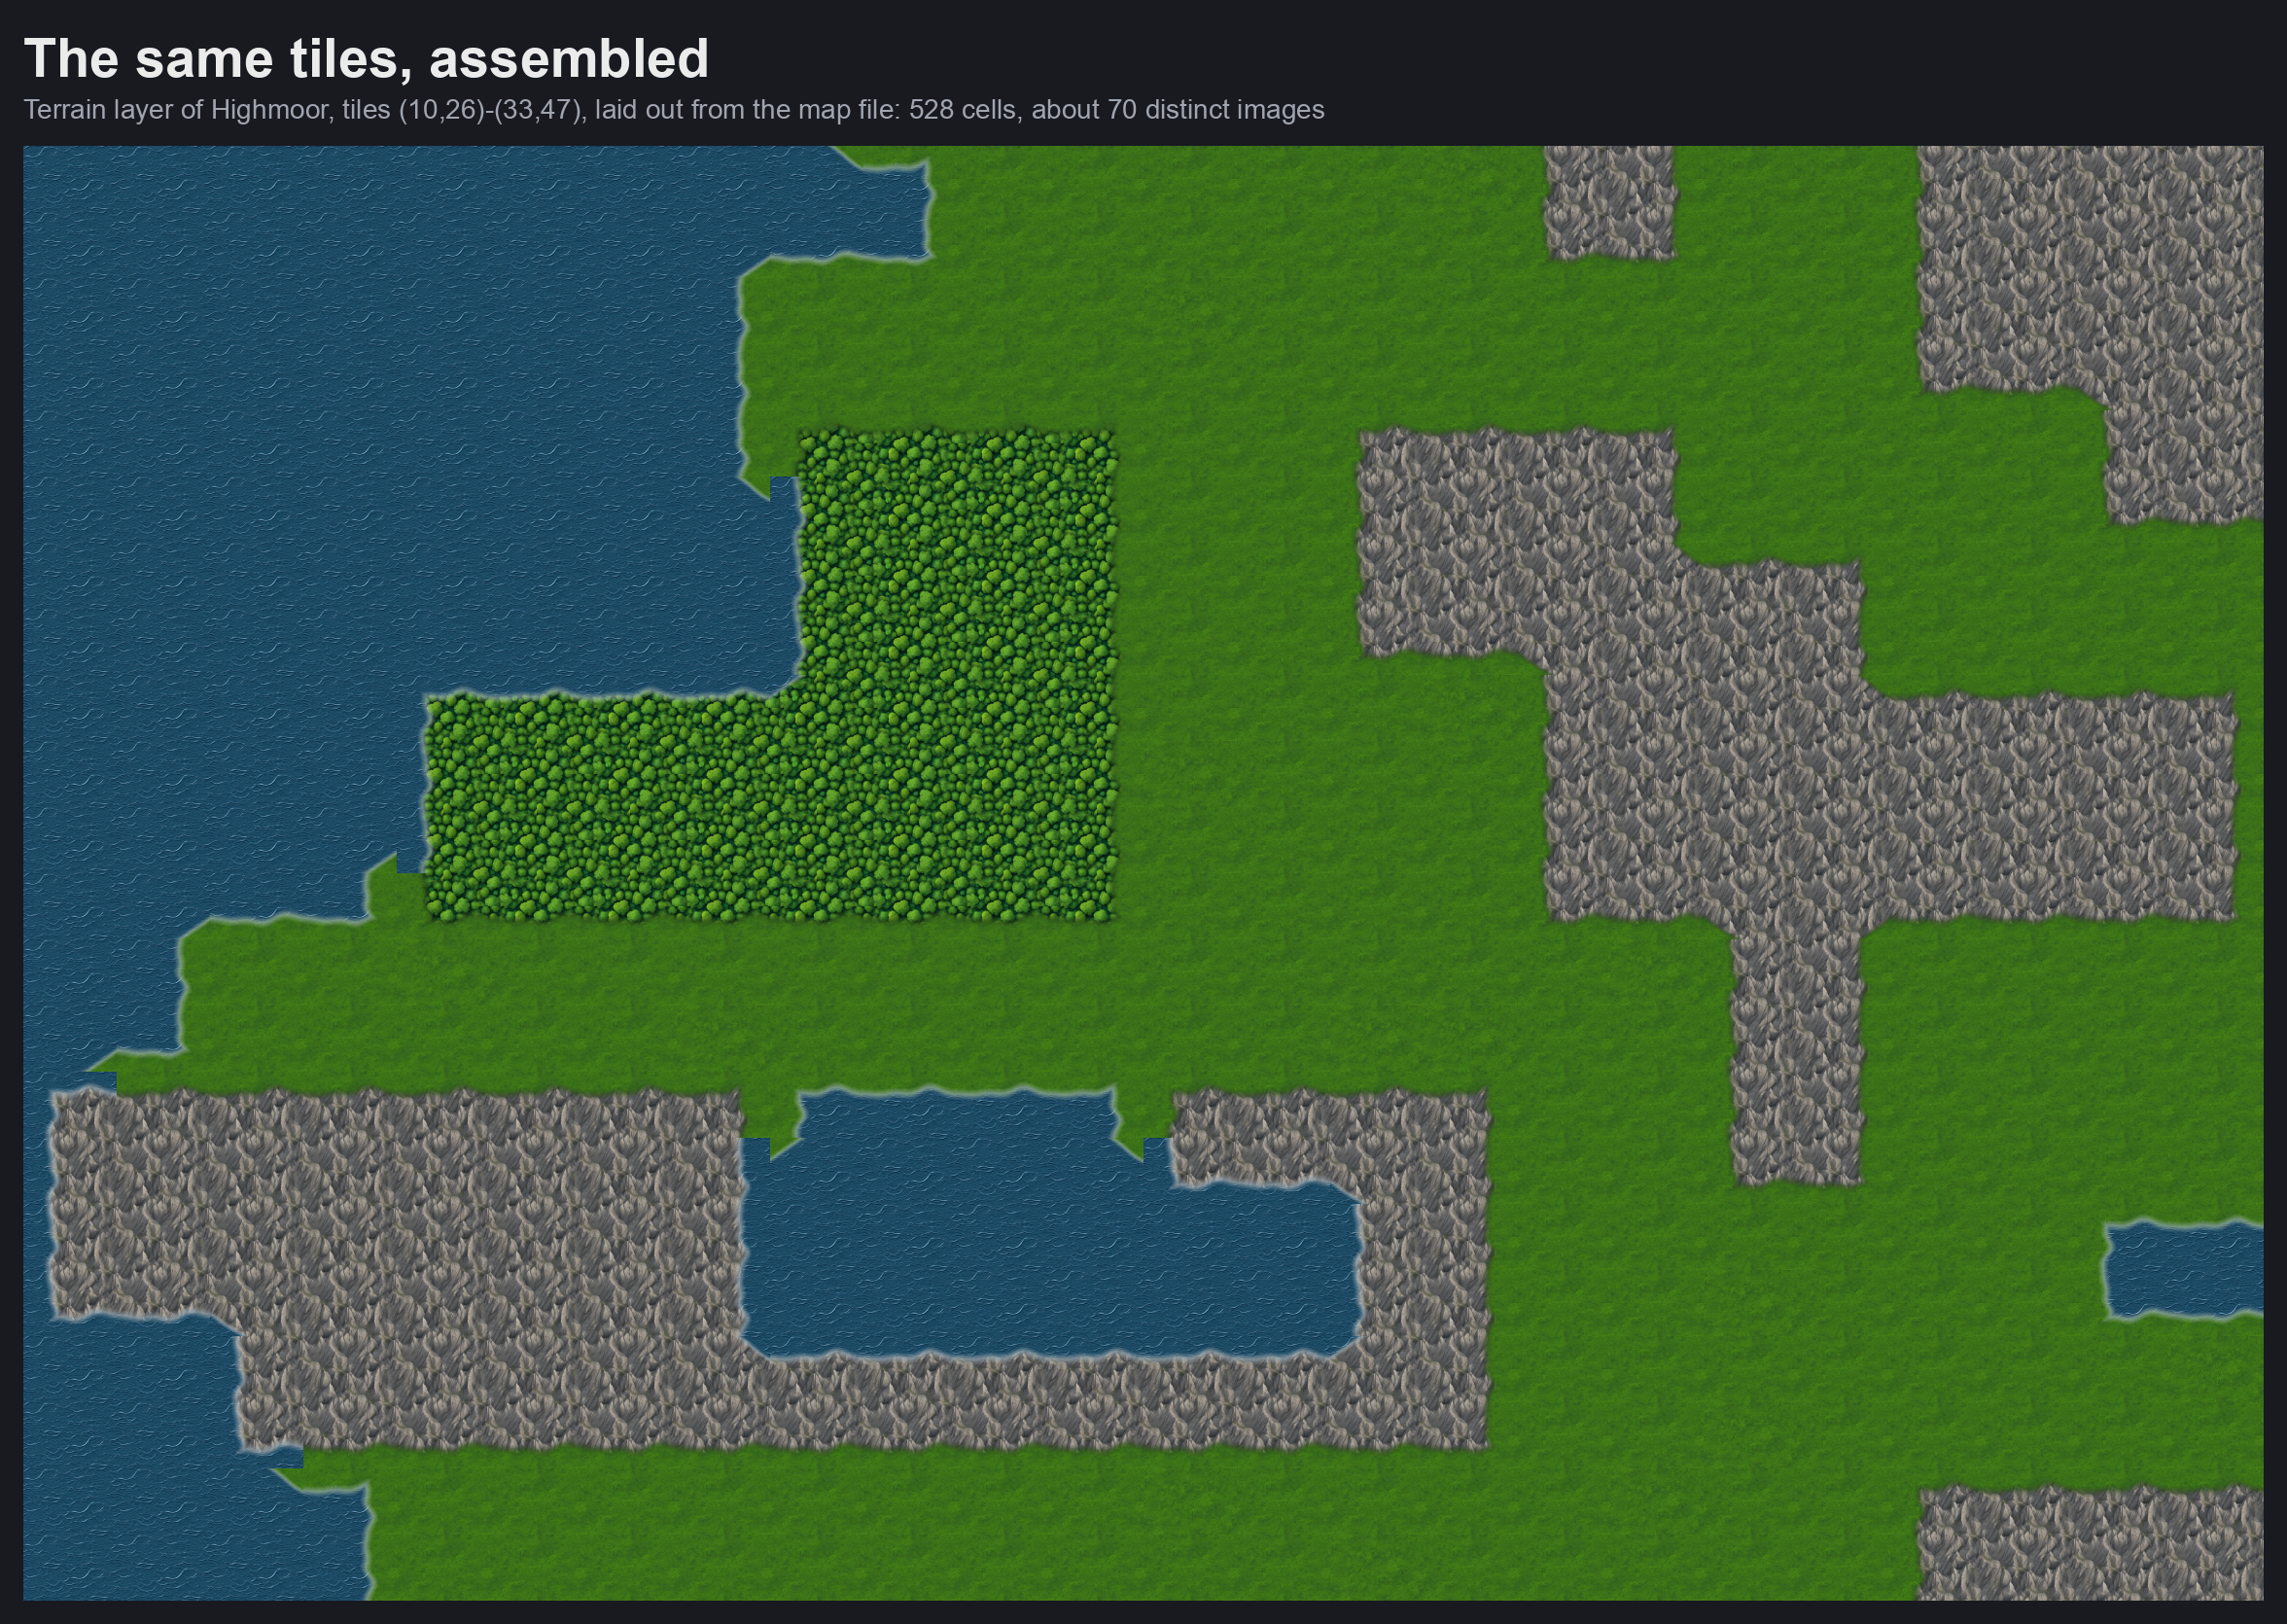 The same tiles, assembled
Terrain layer of Highmoor, tiles (10,26)-(33,47), laid out from the map file: 528 cells, about 70 distinct images